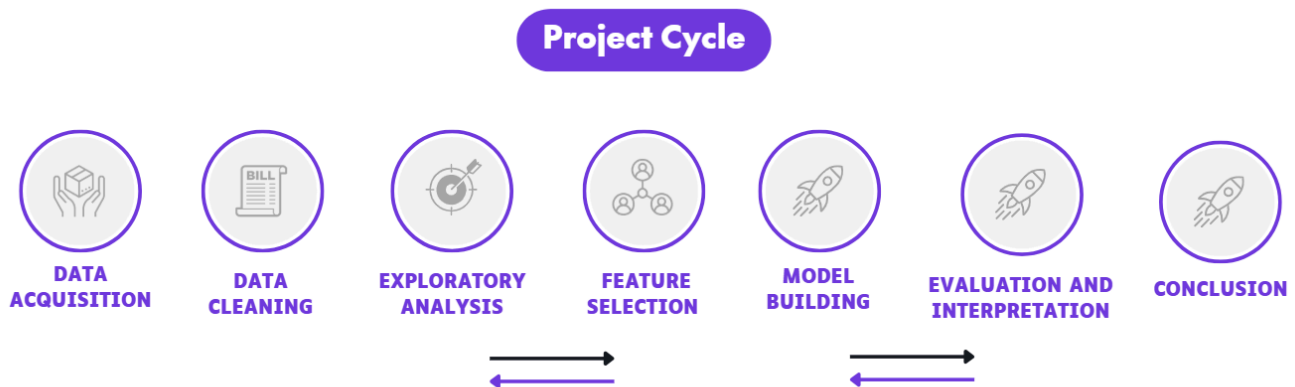 Project Cycle
BILL
DATA
ACQUISITION
DATA
CLEANING
EXPLORATORY
ANALYSIS
FEATURE
SELECTION
MODEL
BUILDING
EVALUATION AND
INTERPRETATION
CONCLUSION